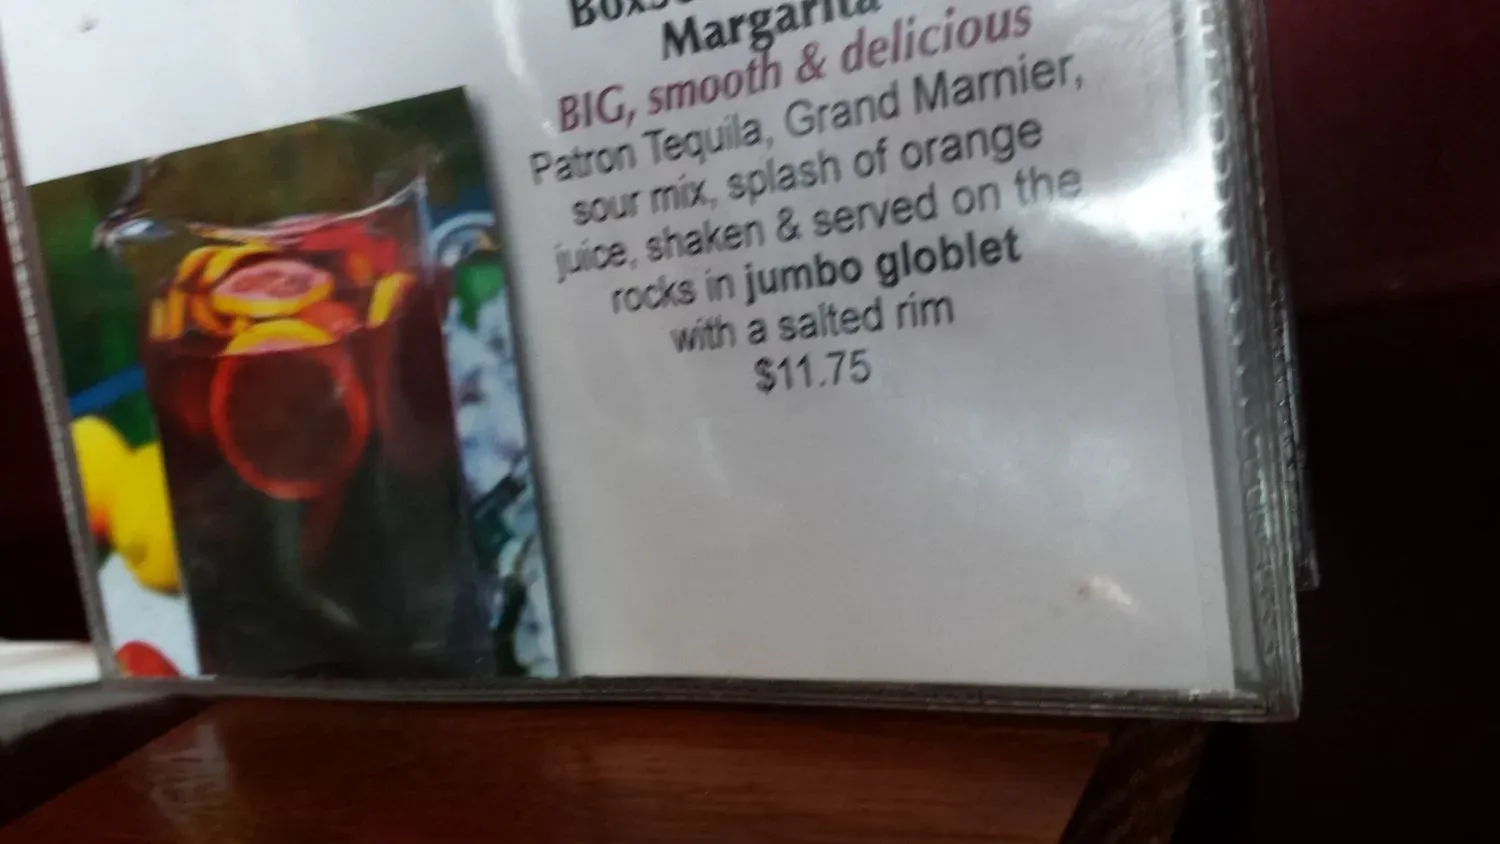 Margarita
BIG, smooth & delicious
Patron Tequila, Grand Marnier,
sour mix, splash of orange
juice, shaken & served on the
rocks in jumbo globlet
with a salted rim
$11.75